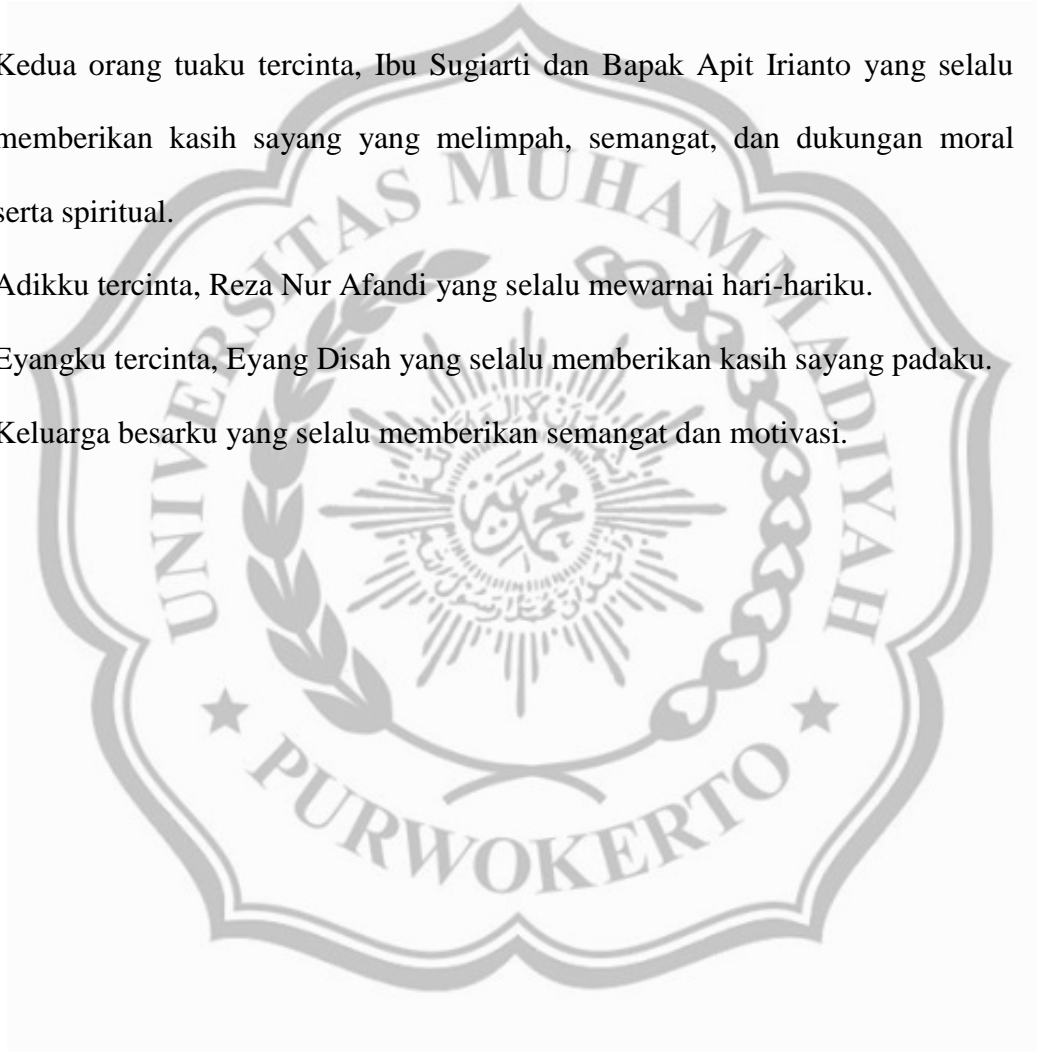 Kedua orang tuaku tercinta, Ibu Sugiarti dan Bapak Apit Irianto yang selalu
memberikan kasih sayang yang melimpah, semangat, dan dukungan moral
serta spiritual.
Adikku tercinta, Reza Nur Afandi yang selalu mewarnai hari-hariku.
Eyangku tercinta, Eyang Disah yang selalu memberikan kasih sayang padaku.
Keluarga besarku yang selalu memberikan semangat dan motivasi.
UNIVERSITAS MUHAMMADIYAH
PURWOKERTO